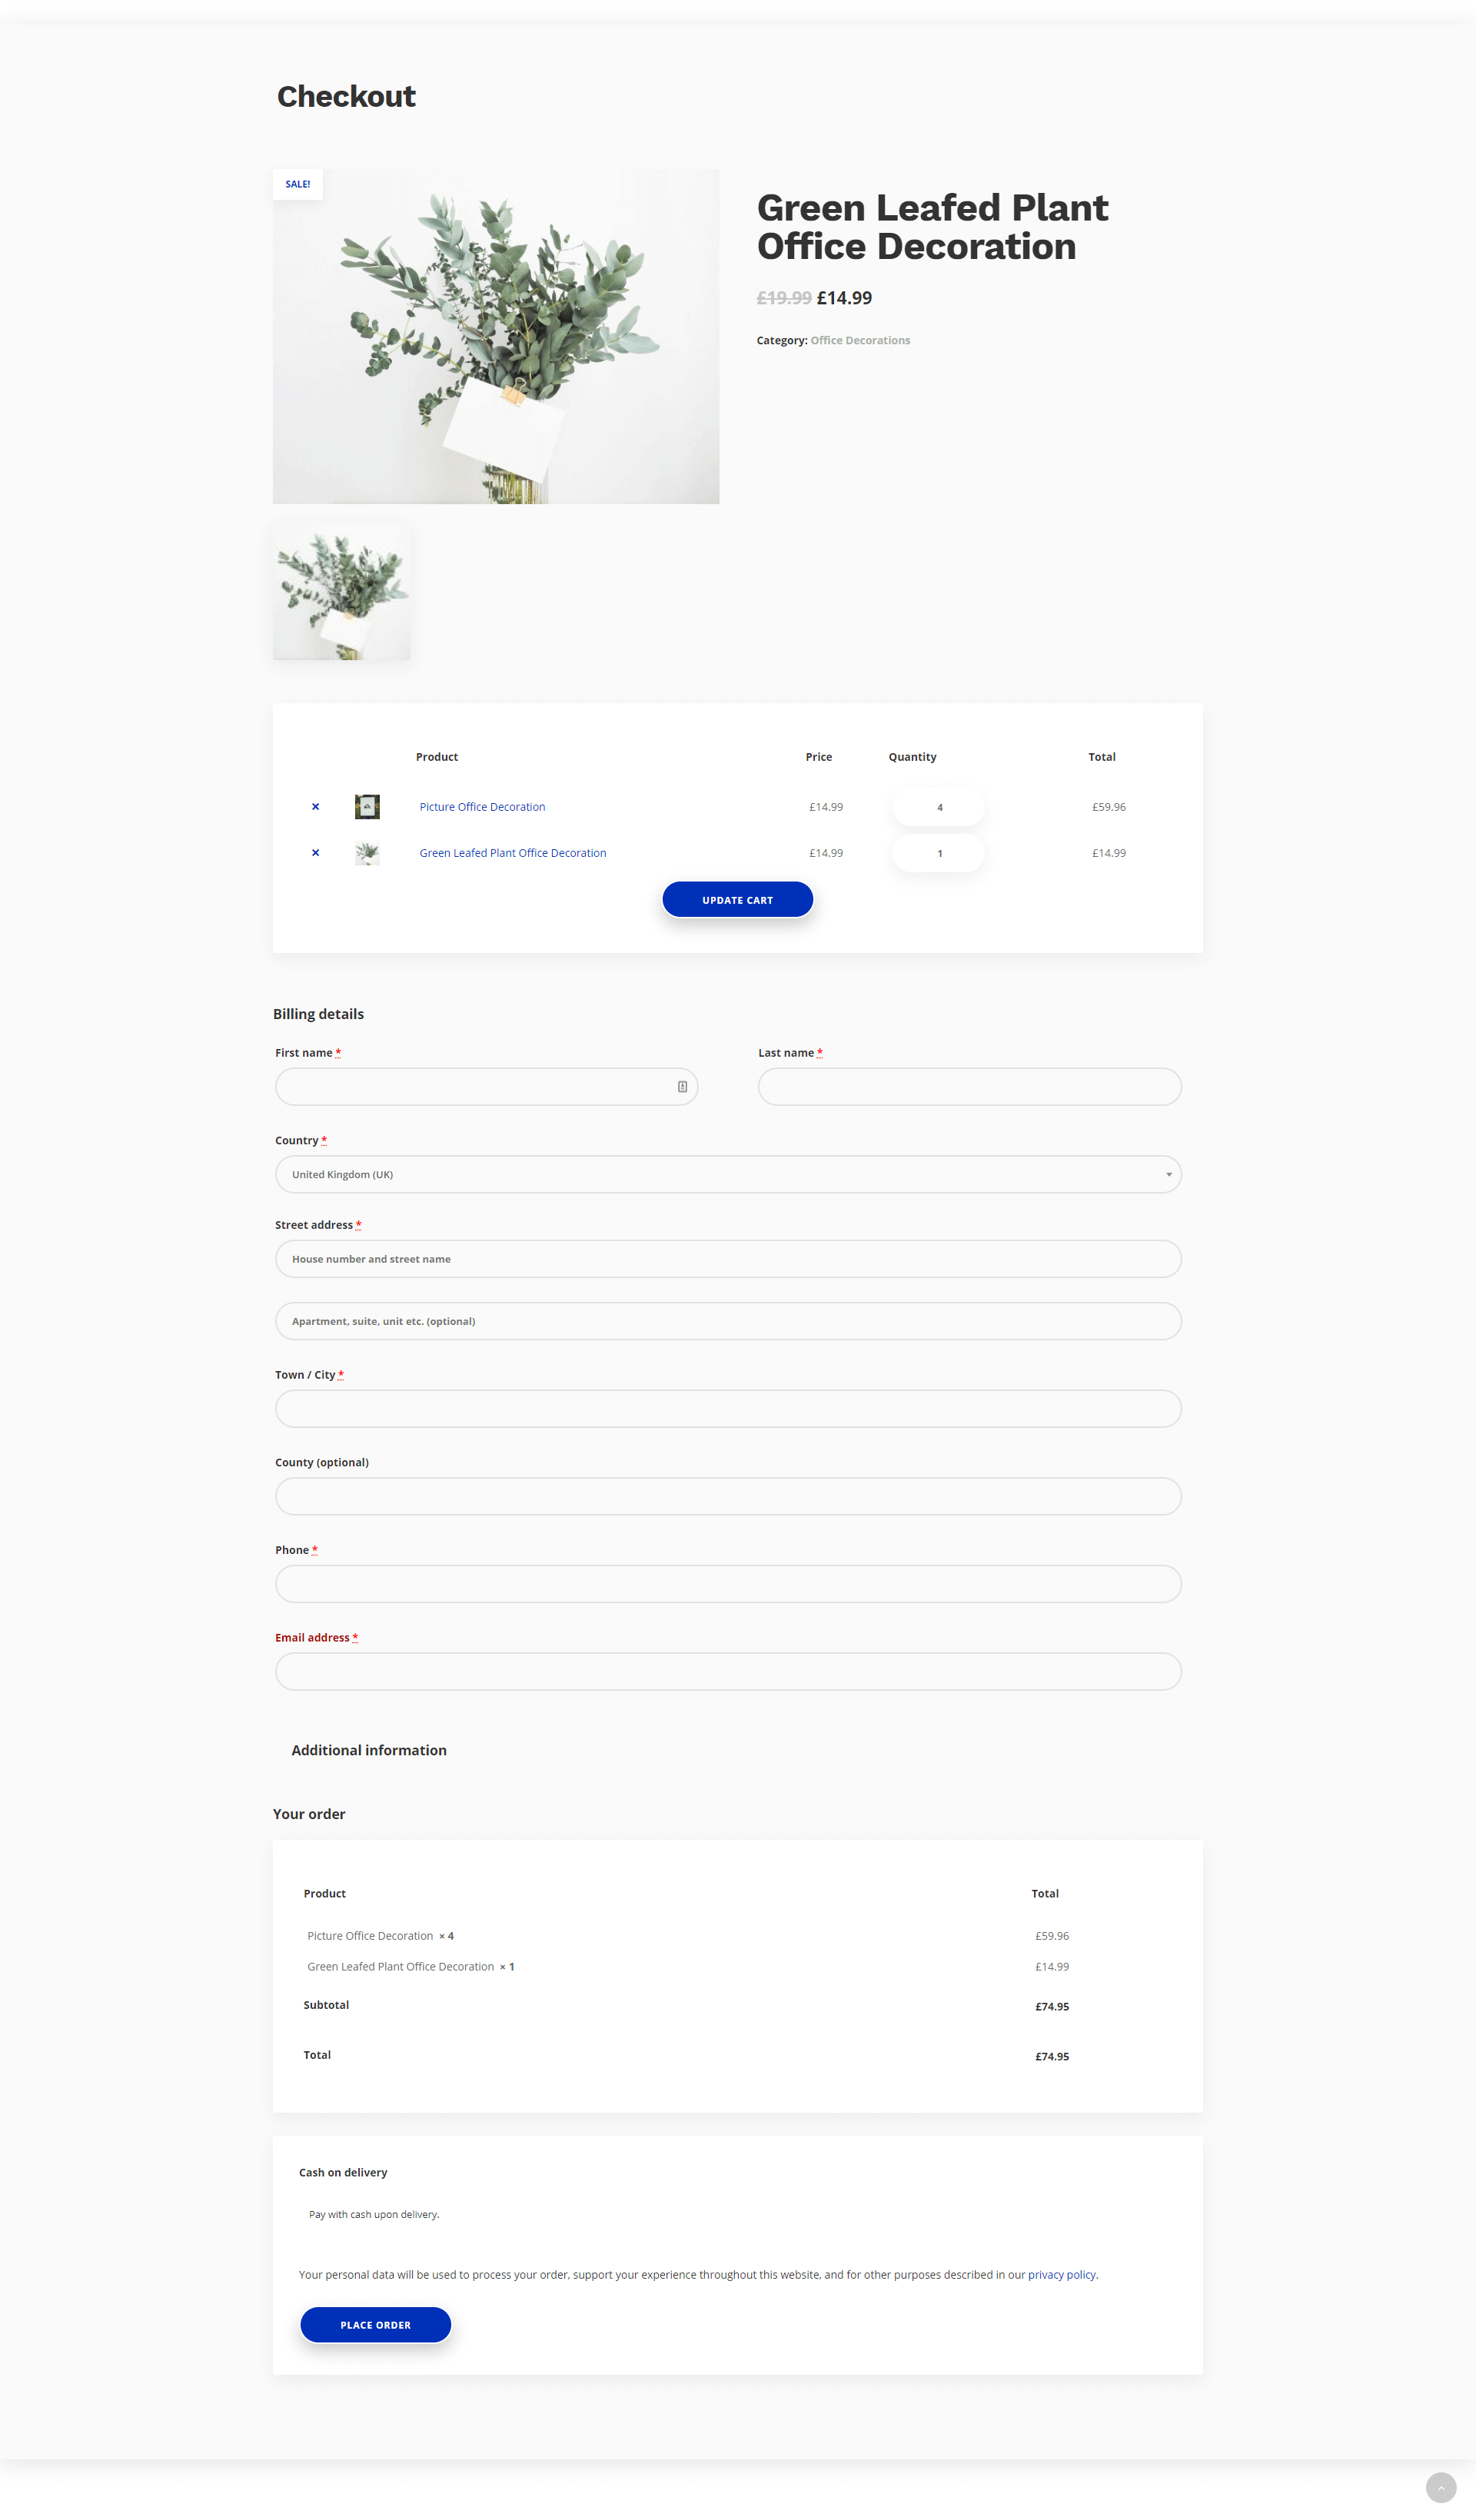 Checkout
SALE!
Green Leafed Plant
Office Decoration
£19.99 £14.99
Category: Office Decorations
Product Price Quantity Total
× Picture Office Decoration £14.99 4 £59.96
× Green Leafed Plant Office Decoration £14.99 1 £14.99
UPDATE CART
Billing details
First name * Last name *
Country *
United Kingdom (UK)
Street address *
House number and street name
Apartment, suite, unit etc. (optional)
Town / City *
County (optional)
Phone *
Email address *
Additional information
Your order
Product Total
Picture Office Decoration × 4 £59.96
Green Leafed Plant Office Decoration × 1 £14.99
Subtotal £74.95
Total £74.95
Cash on delivery
Pay with cash upon delivery.
Your personal data will be used to process your order, support your experience throughout this website, and for other purposes described in our privacy policy.
PLACE ORDER